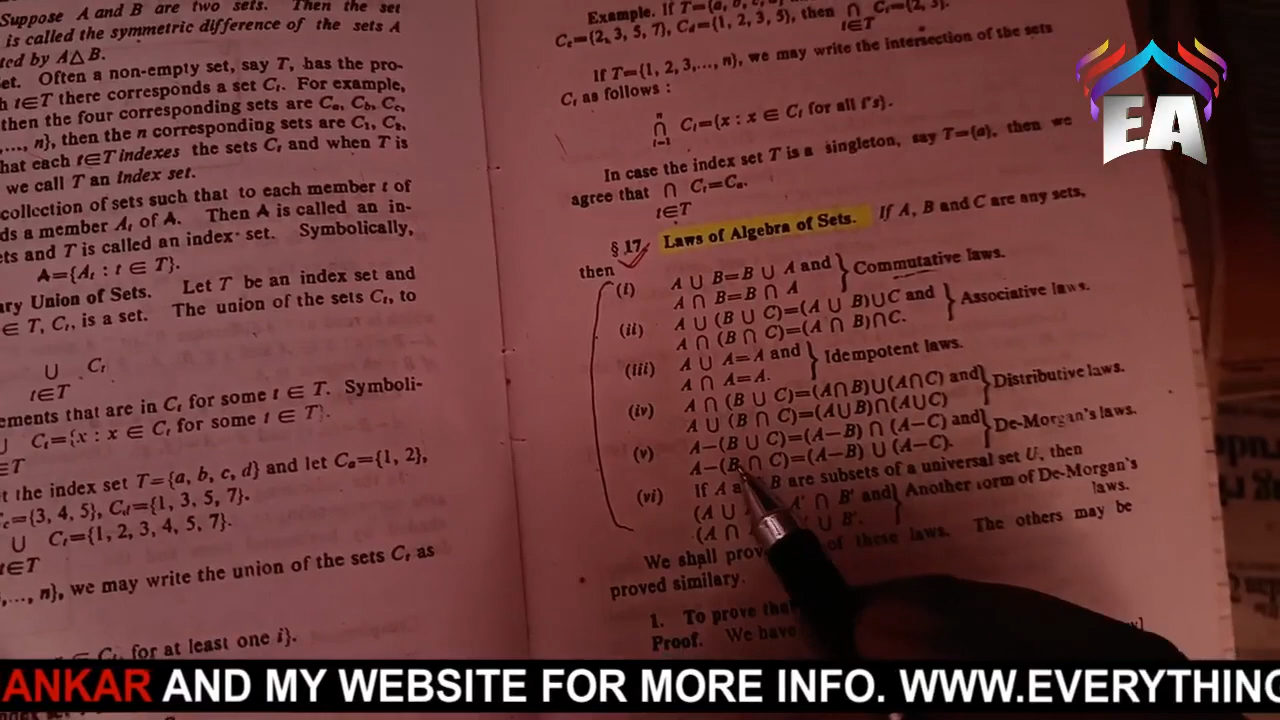 Suppose A and B are two sets. Then the set
is called the symmetric difference of the sets A
ted by A△B.
et. Often a non-empty set, say T, has the pro-
h t∈T there corresponds a set Cₜ. For example,
then the four corresponding sets are Cₐ, C_b, C_c,
..., n}, then the n corresponding sets are C₁, C₂,
hat each t∈T indexes the sets Cₜ and when T is
we call T an index set.
collection of sets such that to each member t of
ds a member Aₜ of A. Then A is called an in-
ets and T is called an index set. Symbolically,
A={Aₜ : t ∈ T}.
ary Union of Sets. Let T be an index set and
∈ T, Cₜ, is a set. The union of the sets Cₜ, to
∪ Cₜ
t∈T
ements that are in Cₜ for some t ∈ T. Symboli-
∪ Cₜ={x : x ∈ Cₜ for some t ∈ T}.
∈T
t the index set T={a, b, c, d} and let Cₐ={1, 2},
_c={3, 4, 5}, C_d={1, 3, 5, 7}.
∪ Cₜ={1, 2, 3, 4, 5, 7}.
t∈T
,..., n}, we may write the union of the sets Cₜ as
∈ Cᵢ, for at least one i}.
Example. If T={a, b, c,
C_c={2, 3, 5, 7}, C_d={1, 2, 3, 5}, then ∩ Cₜ={2, 3}.
t∈T
If T={1, 2, 3,..., n}, we may write the intersection of the sets
Cₜ as follows :
n
∩ Cᵢ={x : x ∈ Cᵢ for all i's}.
i=1
In case the index set T is a singleton, say T={a}, then we
agree that ∩ Cₜ=Cₐ.
t∈T
§ 17. Laws of Algebra of Sets. If A, B and C are any sets,
then
(i) A ∪ B=B ∪ A and
A ∩ B=B ∩ A } Commutative laws.
(ii) A ∪ (B ∪ C)=(A ∪ B)∪C and
A ∩ (B ∩ C)=(A ∩ B)∩C. } Associative laws.
(iii) A ∪ A=A and
A ∩ A=A. } Idempotent laws.
(iv) A ∩ (B ∪ C)=(A∩B)∪(A∩C) and
A ∪ (B ∩ C)=(A∪B)∩(A∪C) } Distributive laws.
(v) A−(B ∪ C)=(A−B) ∩ (A−C) and
A−(B ∩ C)=(A−B) ∪ (A−C). } De-Morgan's laws.
(vi) If A a B are subsets of a universal set U, then
(A ∪ A' ∩ B' and } Another form of De-Morgan's
(A ∩ ∪ B'. laws.
We shall prov of these laws. The others may be
proved similary.
1. To prove tha
Proof. We have
EA
ANKAR AND MY WEBSITE FOR MORE INFO. WWW.EVERYTHING